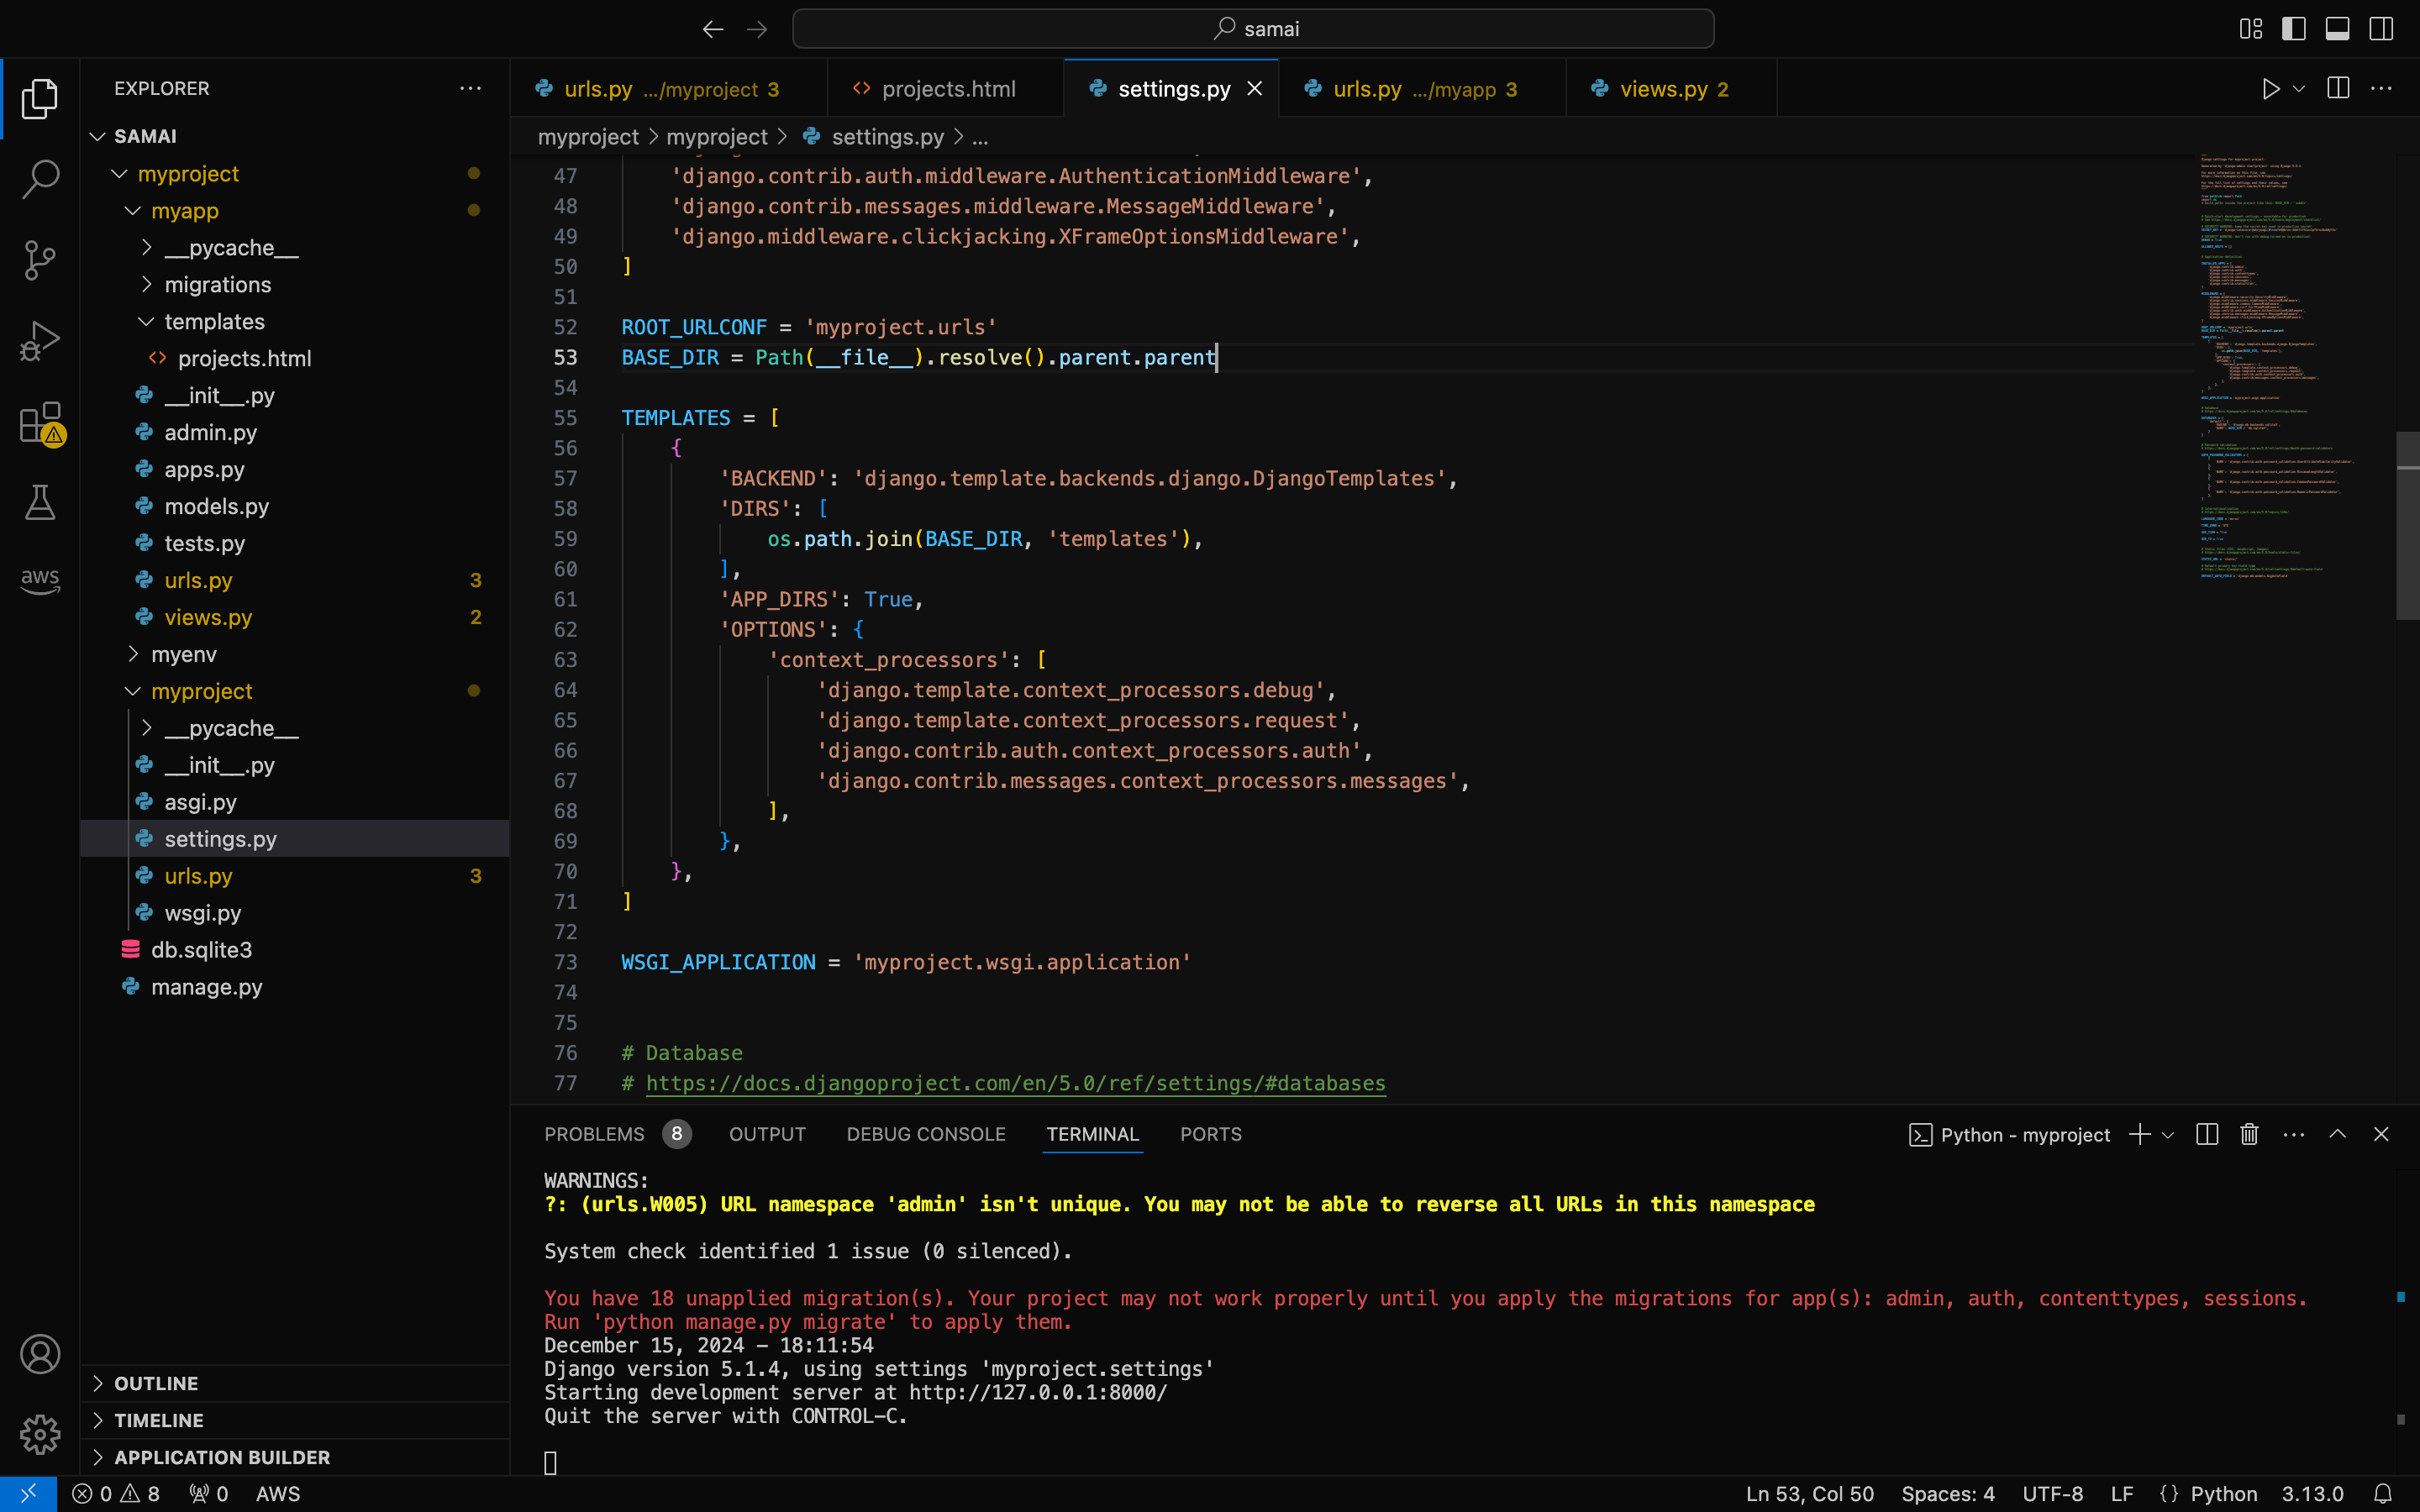 samai
EXPLORER
SAMAI
myproject
myapp
__pycache__
migrations
templates
projects.html
__init__.py
admin.py
apps.py
models.py
tests.py
urls.py 3
views.py 2
myenv
myproject
__pycache__
__init__.py
asgi.py
settings.py
urls.py 3
wsgi.py
db.sqlite3
manage.py
OUTLINE
TIMELINE
APPLICATION BUILDER
aws
urls.py .../myproject 3
projects.html
settings.py
urls.py .../myapp 3
views.py 2
myproject > myproject > settings.py > ...
47 'django.contrib.auth.middleware.AuthenticationMiddleware',
48 'django.contrib.messages.middleware.MessageMiddleware',
49 'django.middleware.clickjacking.XFrameOptionsMiddleware',
50 ]
51
52 ROOT_URLCONF = 'myproject.urls'
53 BASE_DIR = Path(__file__).resolve().parent.parent
54
55 TEMPLATES = [
56 {
57 'BACKEND': 'django.template.backends.django.DjangoTemplates',
58 'DIRS': [
59 os.path.join(BASE_DIR, 'templates'),
60 ],
61 'APP_DIRS': True,
62 'OPTIONS': {
63 'context_processors': [
64 'django.template.context_processors.debug',
65 'django.template.context_processors.request',
66 'django.contrib.auth.context_processors.auth',
67 'django.contrib.messages.context_processors.messages',
68 ],
69 },
70 },
71 ]
72
73 WSGI_APPLICATION = 'myproject.wsgi.application'
74
75
76 # Database
77 # https://docs.djangoproject.com/en/5.0/ref/settings/#databases
PROBLEMS 8 OUTPUT DEBUG CONSOLE TERMINAL PORTS
Python - myproject
WARNINGS:
?: (urls.W005) URL namespace 'admin' isn't unique. You may not be able to reverse all URLs in this namespace
System check identified 1 issue (0 silenced).
You have 18 unapplied migration(s). Your project may not work properly until you apply the migrations for app(s): admin, auth, contenttypes, sessions.
Run 'python manage.py migrate' to apply them.
December 15, 2024 - 18:11:54
Django version 5.1.4, using settings 'myproject.settings'
Starting development server at http://127.0.0.1:8000/
Quit the server with CONTROL-C.
0 8 0 AWS
Ln 53, Col 50 Spaces: 4 UTF-8 LF {} Python 3.13.0